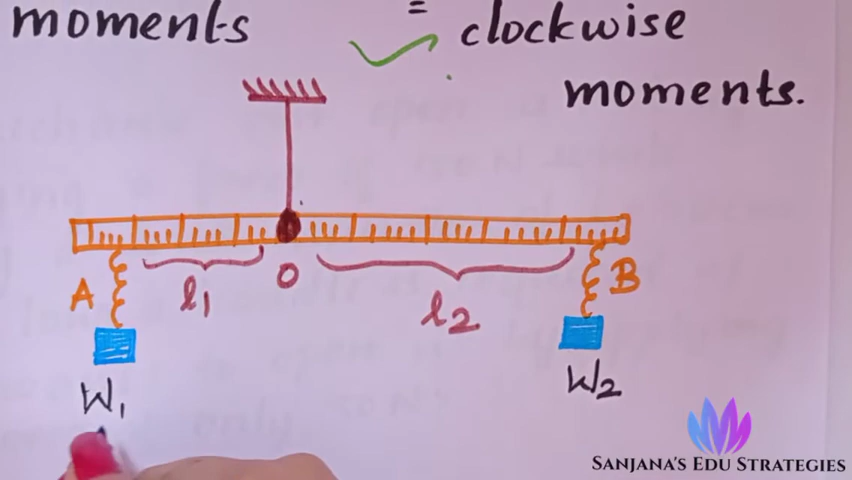 moments = clockwise
moments.
A l1 O l2 B
W1 W2
SANJANA'S EDU STRATEGIES